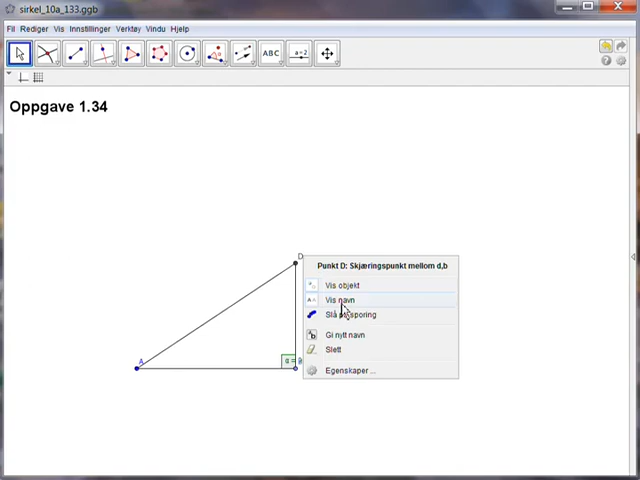 sirkel_10a_133.ggb
Fil Rediger Vis Innstillinger Verktøy Vindu Hjelp
ABC
a=2
Oppgave 1.34
D
Punkt D: Skjæringspunkt mellom d,b
Vis objekt
Vis navn
Slå på sporing
Gi nytt navn
Slett
Egenskaper ...
A
α = 9